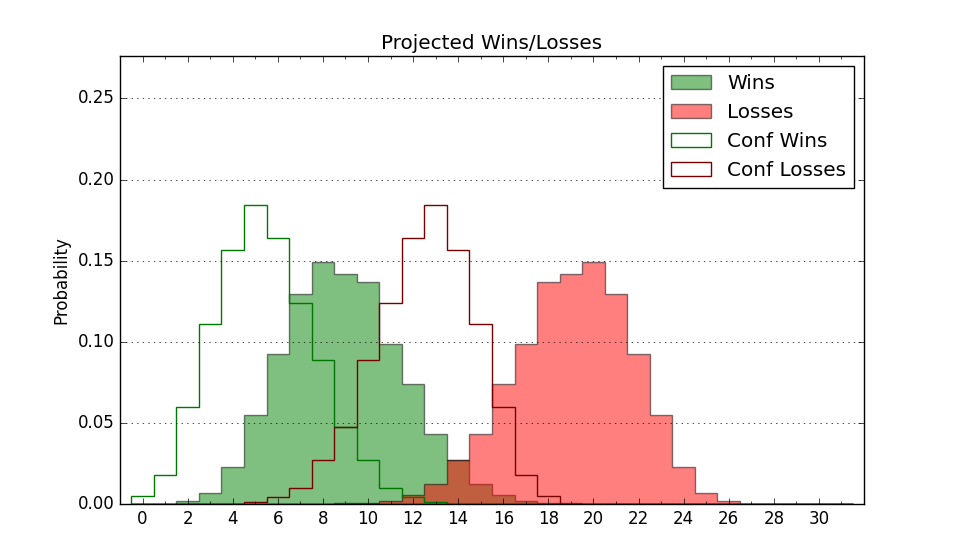 Projected Wins/Losses
Wins
Losses
Conf Wins
Conf Losses
Probability
0.25
0.20
0.15
0.10
0.05
0.00
0 2 4 6 8 10 12 14 16 18 20 22 24 26 28 30